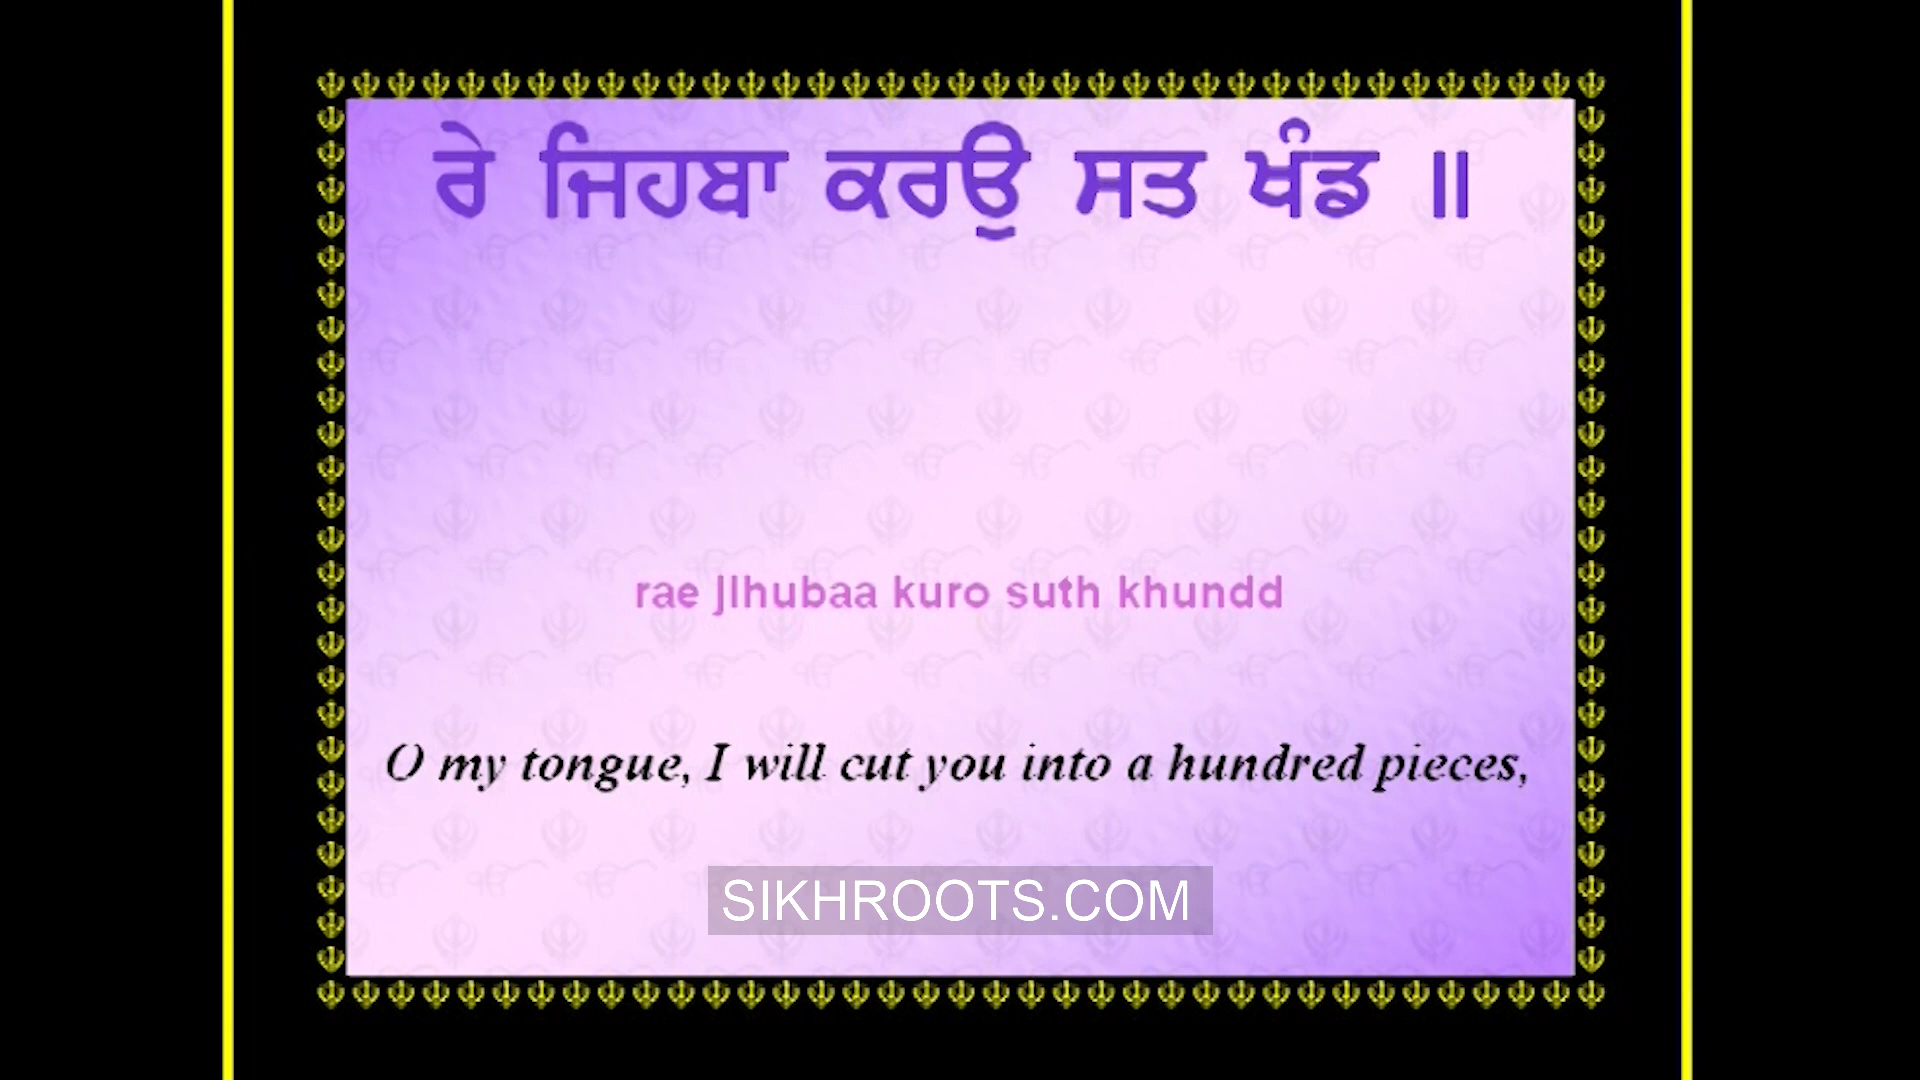 ਰੇ ਜਿਹਬਾ ਕਰਉ ਸਤ ਖੰਡ ॥
rae jIhubaa kuro suth khundd
O my tongue, I will cut you into a hundred pieces,
SIKHROOTS.COM